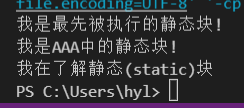 file.encoding=UTF-8 -cp
我是最先被执行的静态块!
我是AAA中的静态块!
我在了解静态(static)块
PS C:\Users\hyl>